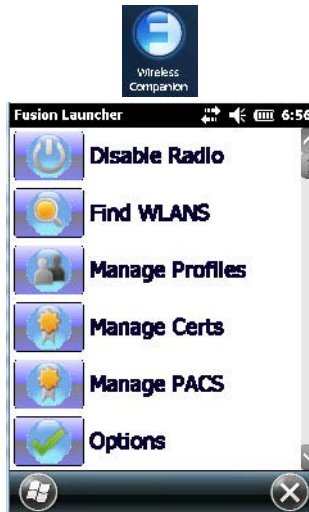 Wireless
Companion
Fusion Launcher 6:56
Disable Radio
Find WLANS
Manage Profiles
Manage Certs
Manage PACS
Options